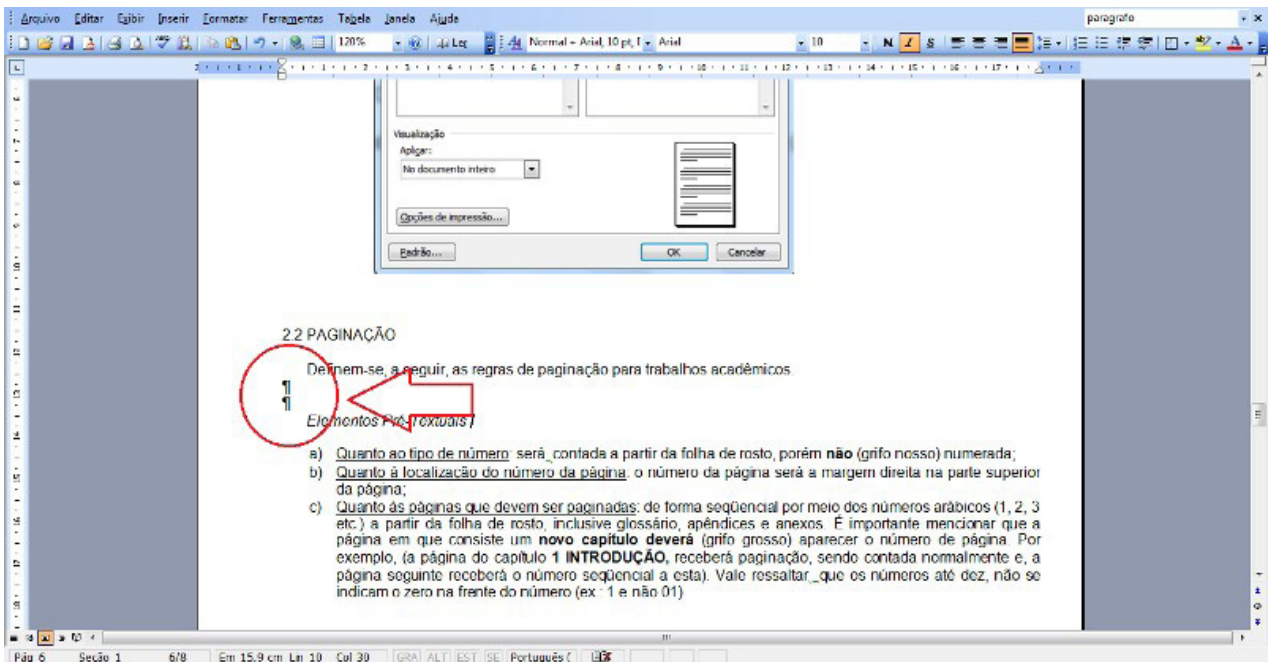 Arquivo Editar Exibir Inserir Formatar Ferramentas Tabela Janela Ajuda paragrafo
120% Ler Normal + Arial, 10 pt, Arial 10 N I S
Visualização
Aplicar:
No documento inteiro
Opções de impressão...
Padrão... OK Cancelar
2.2 PAGINAÇÃO
Definem-se, a seguir, as regras de paginação para trabalhos acadêmicos.
¶
¶
Elementos Pré-Textuais
a) Quanto ao tipo de número: será contada a partir da folha de rosto, porém não (grifo nosso) numerada;
b) Quanto à localização do número da página: o número da página será a margem direita na parte superior
da página;
c) Quanto às páginas que devem ser paginadas: de forma seqüencial por meio dos números arábicos (1, 2, 3
etc.) a partir da folha de rosto, inclusive glossário, apêndices e anexos. É importante mencionar que a
página em que consiste um novo capítulo deverá (grifo grosso) aparecer o número de página. Por
exemplo, (a página do capítulo 1 INTRODUÇÃO, receberá paginação, sendo contada normalmente e, a
página seguinte receberá o número seqüencial a esta). Vale ressaltar, que os números até dez, não se
indicam o zero na frente do número (ex.: 1 e não 01)
Pág 6 Seção 1 6/8 Em 15,9 cm Lin 10 Col 30 GRA ALT EST SE Português (